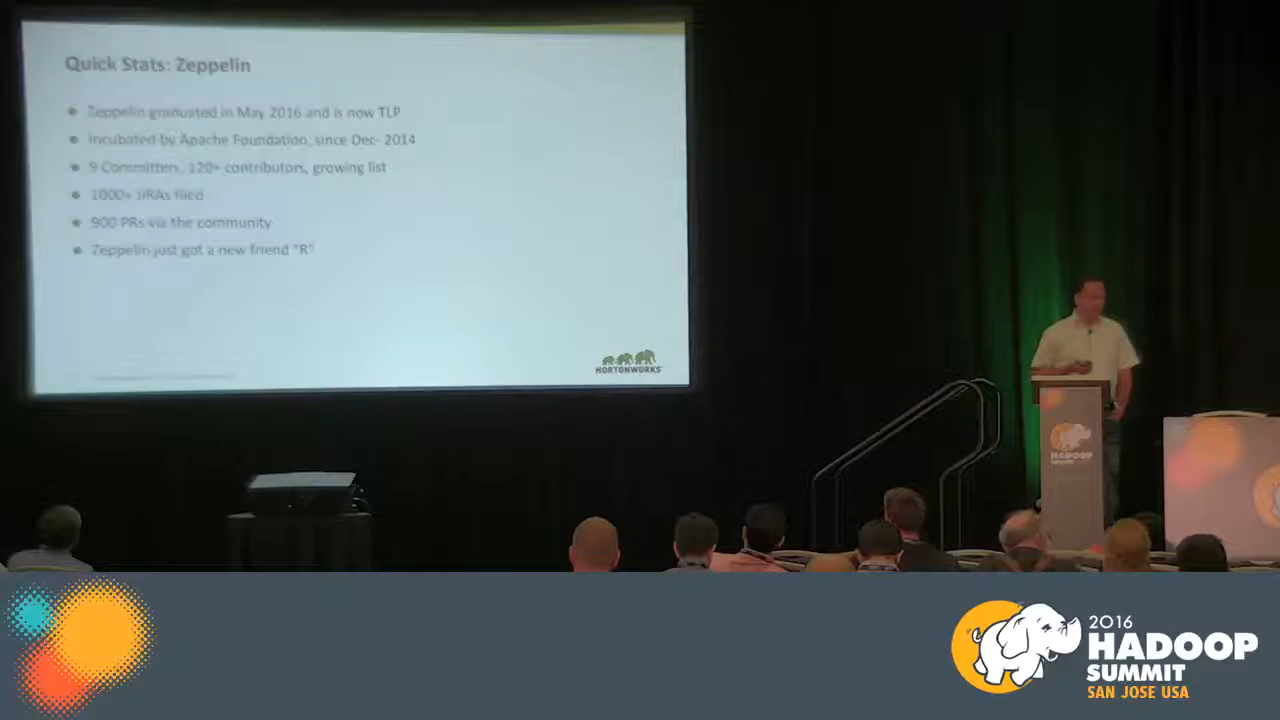 Quick Stats: Zeppelin
Zeppelin graduated in May 2016 and is now TLP
Incubated by Apache Foundation, since Dec- 2014
9 Committers, 120+ contributors, growing list
1000+ JIRAs filed
900 PRs via the community
Zeppelin just got a new friend "R"
HORTONWORKS
HADOOP
2016
HADOOP
SUMMIT
SAN JOSE USA